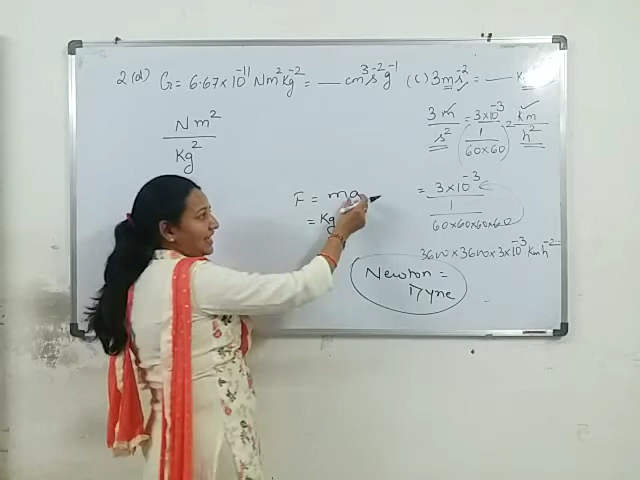 2(d) G = 6.67×10⁻¹¹ Nm²Kg⁻² = — cm³s⁻²g⁻¹ (c) 3ms⁻² = — K
Nm²
Kg²
F = ma
= Kg
3 m / s² = 3×10⁻³ / (1 / 60×60)² Km / h²
= 3×10⁻³
1
60×60×60×60
3600×3600×3×10⁻³ Km h⁻²
Newton =
Dyne